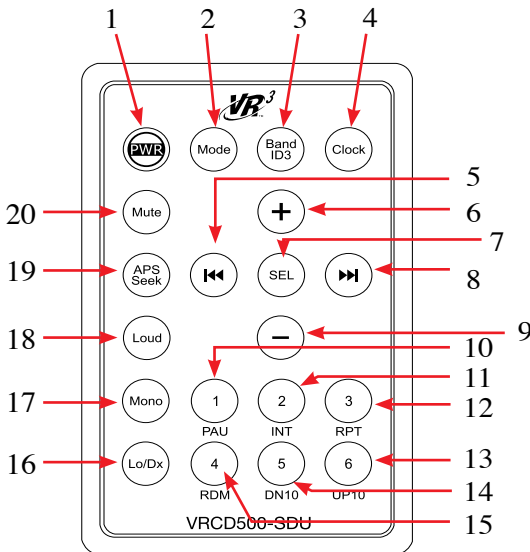 1 2 3 4
VR3
PWR Mode Band ID3 Clock
5
20 Mute + 6
7
19 APS Seek SEL 8
18 Loud − 9
10
11
17 Mono 1 2 3 12
PAU INT RPT
16 Lo/Dx 4 5 6 13
RDM DN10 UP10 14
VRCD500-SDU 15